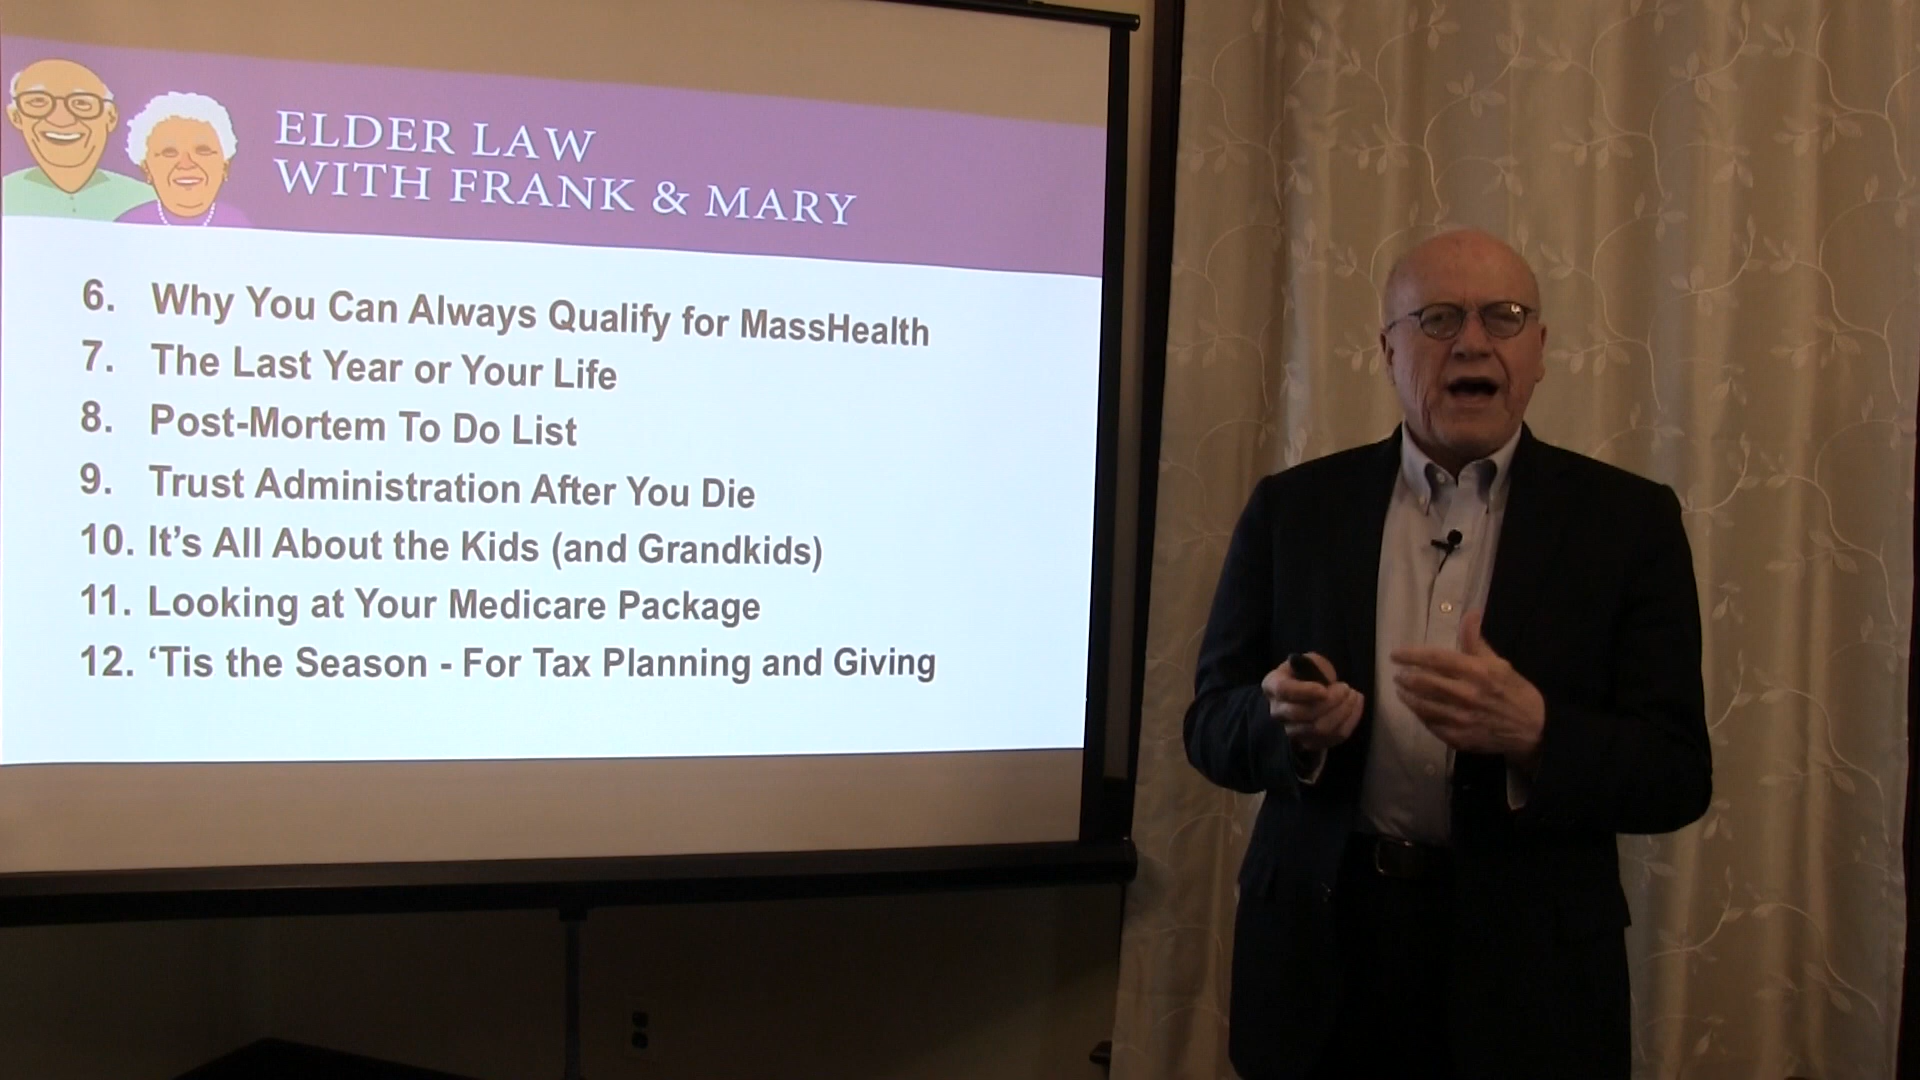 ELDER LAW
WITH FRANK & MARY
6. Why You Can Always Qualify for MassHealth
7. The Last Year or Your Life
8. Post-Mortem To Do List
9. Trust Administration After You Die
10. It’s All About the Kids (and Grandkids)
11. Looking at Your Medicare Package
12. ‘Tis the Season - For Tax Planning and Giving